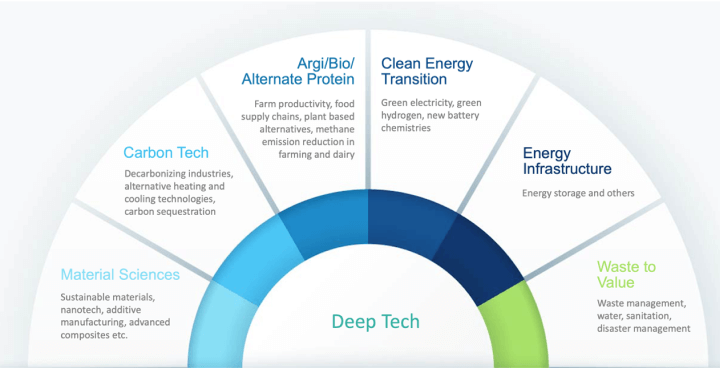 Argi/Bio/
Alternate Protein
Farm productivity, food
supply chains, plant based
alternatives, methane
emission reduction in
farming and dairy
Clean Energy
Transition
Green electricity, green
hydrogen, new battery
chemistries
Carbon Tech
Decarbonizing industries,
alternative heating and
cooling technologies,
carbon sequestration
Energy
Infrastructure
Energy storage and others
Material Sciences
Sustainable materials,
nanotech, additive
manufacturing, advanced
composites etc.
Waste to
Value
Waste management,
water, sanitation,
disaster management
Deep Tech